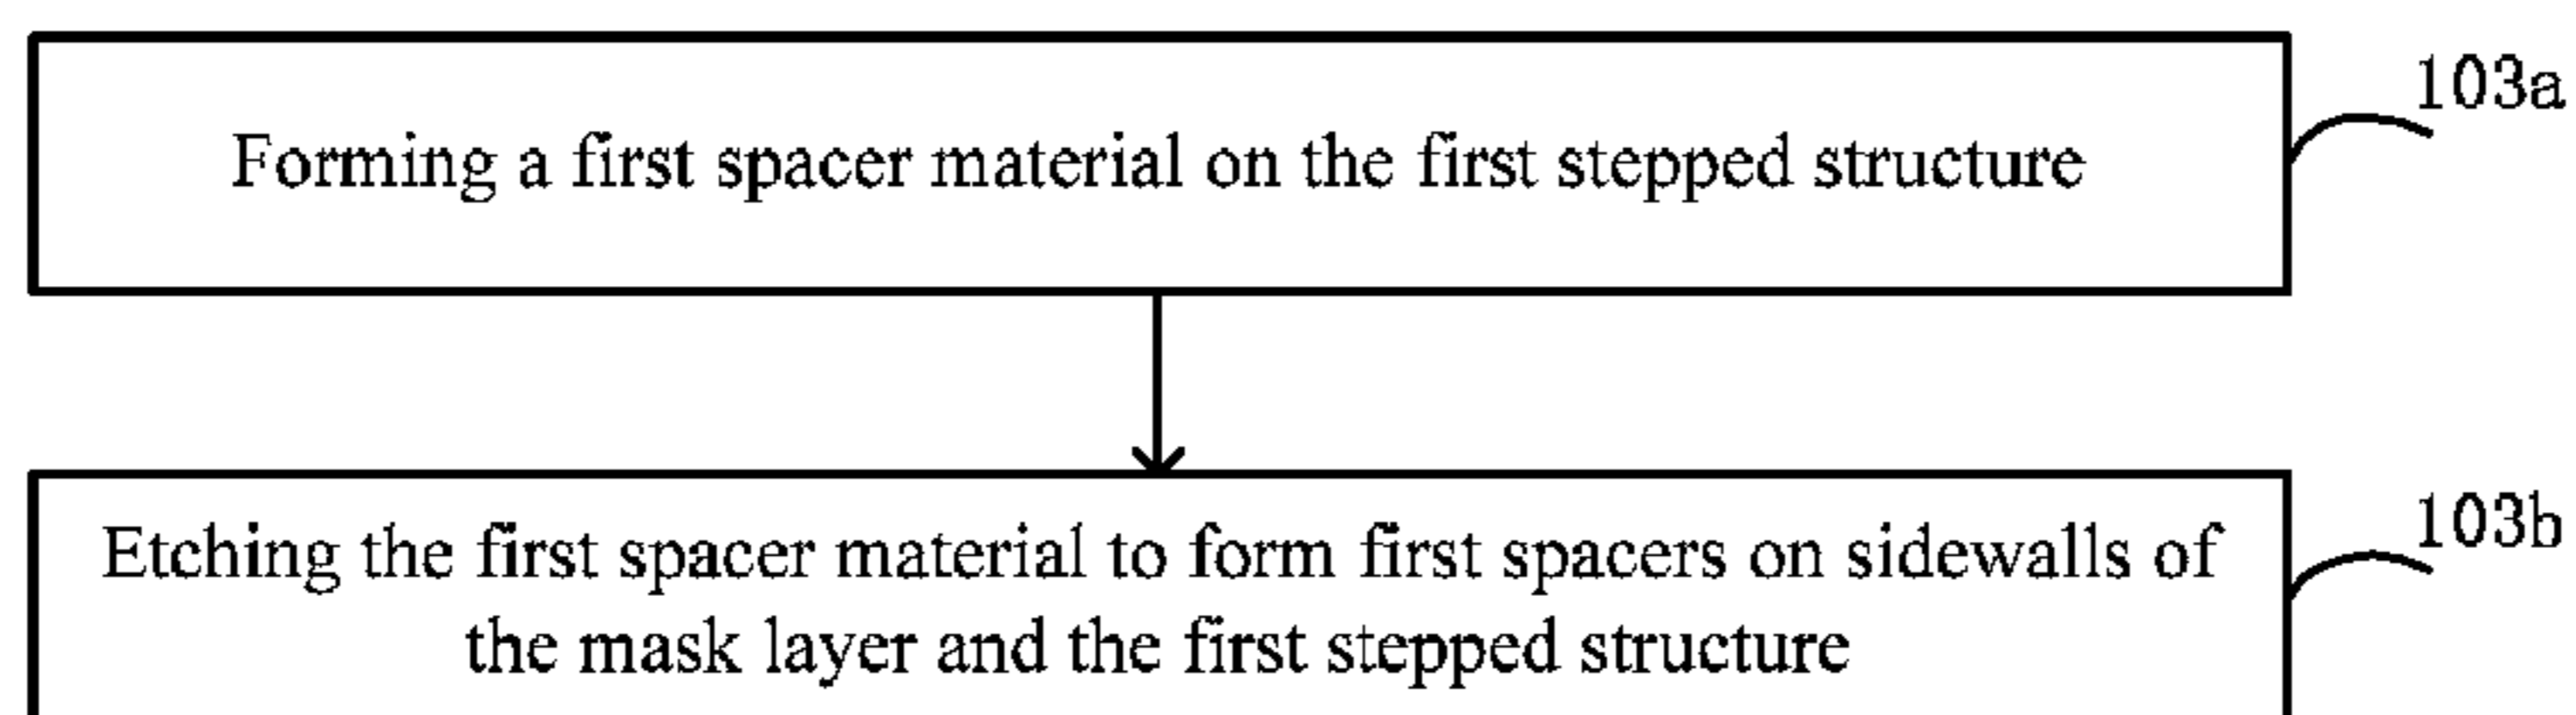 103a
Forming a first spacer material on the first stepped structure
103b
Etching the first spacer material to form first spacers on sidewalls of
the mask layer and the first stepped structure